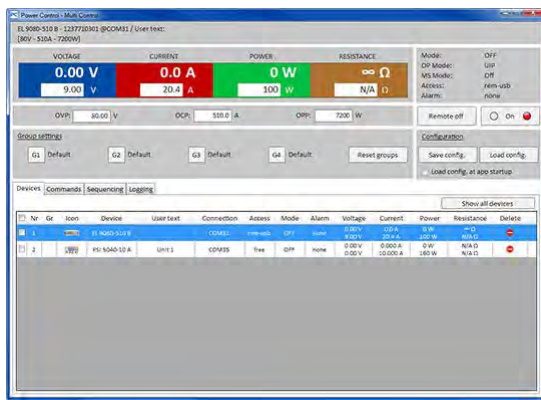 Power Control - Multi Control
EL 9080-510 B - 1237710301 @COM31 / User text:
(80V - 510A - 7200W)
VOLTAGE CURRENT POWER RESISTANCE
0.00 V 0.0 A 0 W ∞ Ω
9.00 V 20.4 A 100 W N/A Ω
Mode: OFF
OP Mode: UIP
MS Mode: Off
Access: rem-usb
Alarm: none
OVP: 80.00 V OCP: 510.0 A OPP: 7200 W
Remote off On
Group settings
G1 Default G2 Default G3 Default G4 Default Reset groups
Configuration
Save config. Load config.
Load config. at app startup
Devices Commands Sequencing Logging
Show all devices
Nr Gr Icon Device User text Connection Access Mode Alarm Voltage Current Power Resistance Delete
1 EL 9080-510 B COM31 rem-usb OFF none 0.00 V 0.0 A 0 W ∞ Ω
9.00 V 20.4 A 100 W N/A Ω
2 PSI 5040-10 A Unit 1 COM35 free OFF none 0.00 V 0.000 A 0 W N/A Ω
0.00 V 10.000 A 160 W N/A Ω